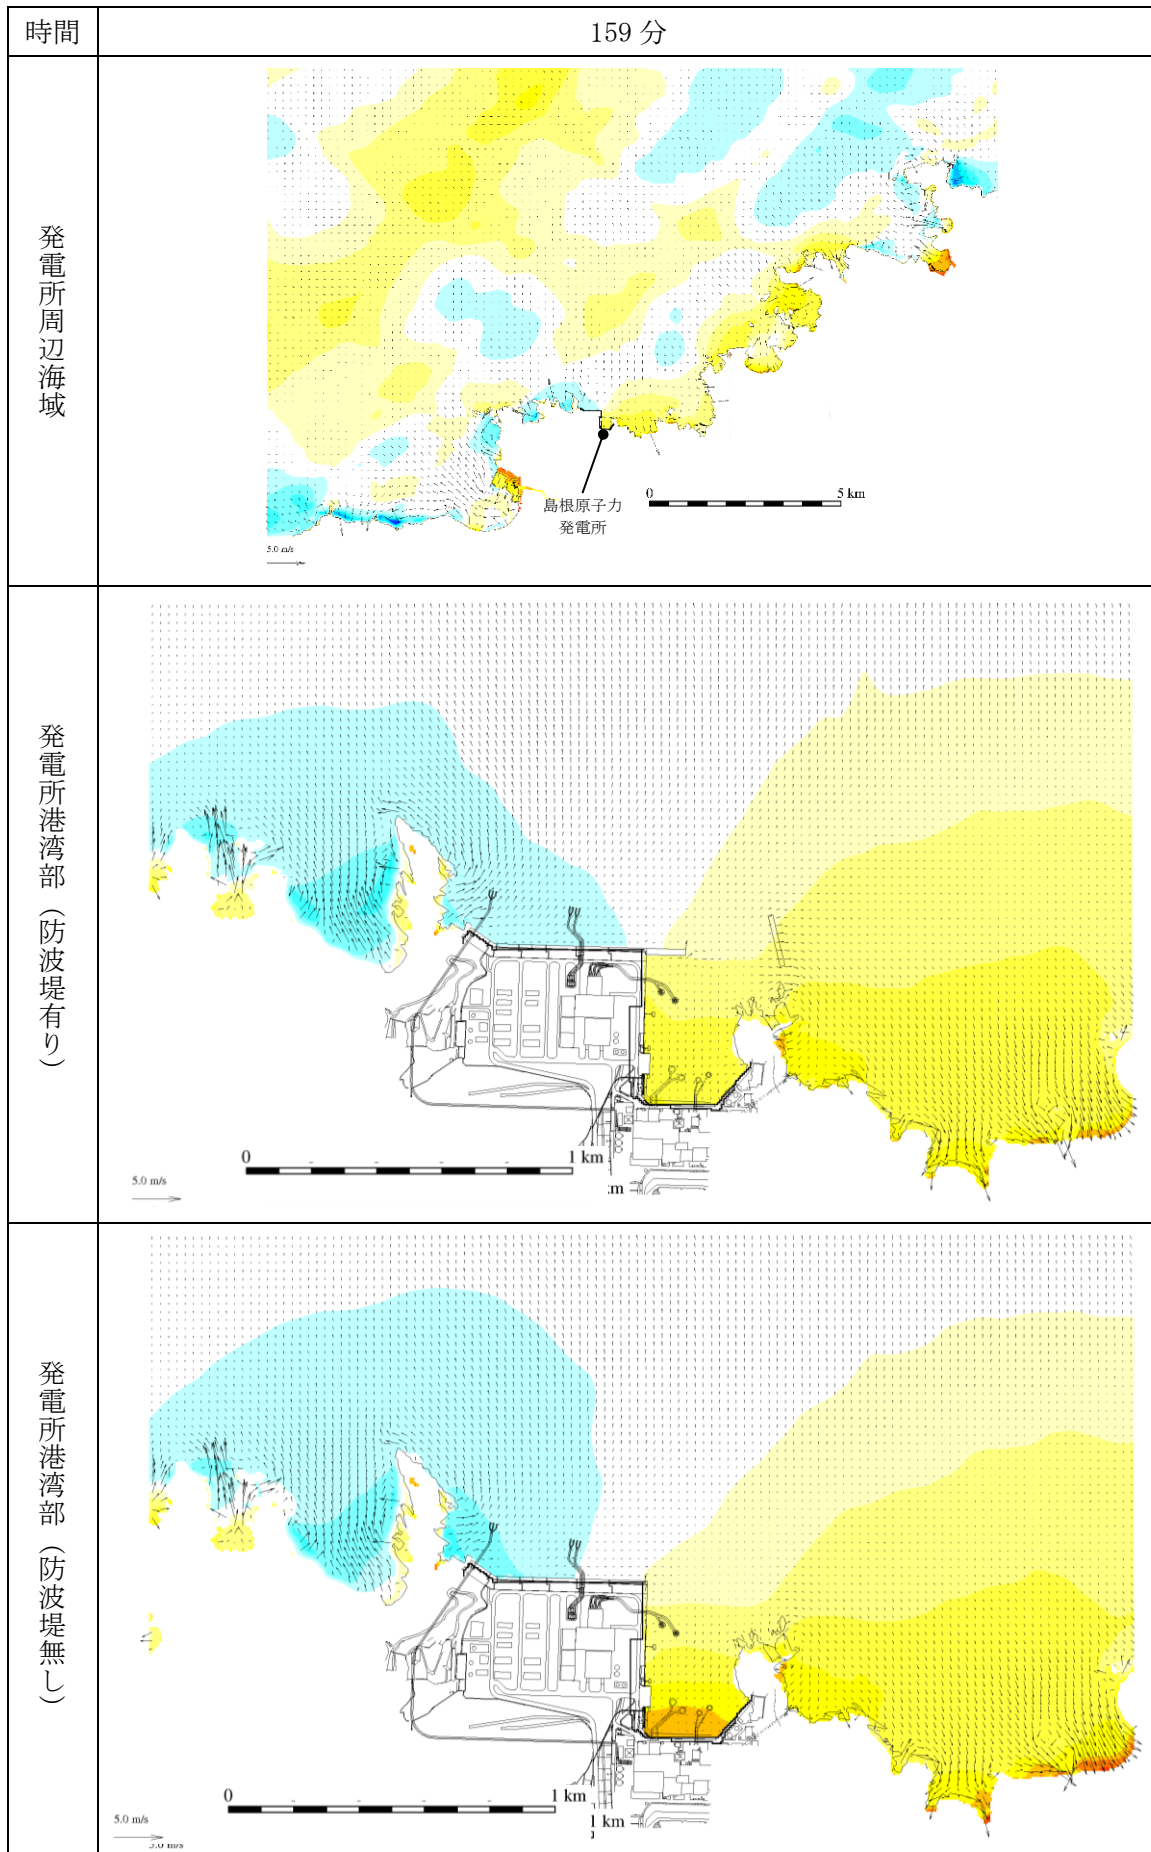 時間
159 分
発電所周辺海域
島根原子力
発電所
0
5 km
5.0 m/s
発電所港湾部（防波堤有り）
0
1 km
:m
5.0 m/s
発電所港湾部（防波堤無し）
0
1 km
1 km
5.0 m/s
5.0 m/s